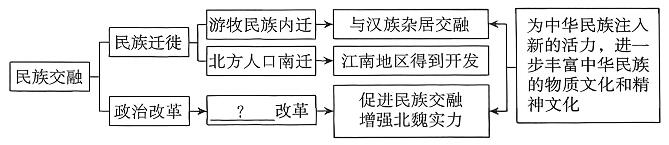 民族交融
民族迁徙
游牧民族内迁
与汉族杂居交融
北方人口南迁
江南地区得到开发
政治改革
?
改革
促进民族交融
增强北魏实力
为中华民族注入
新的活力，进一
步丰富中华民族
的物质文化和精
神文化